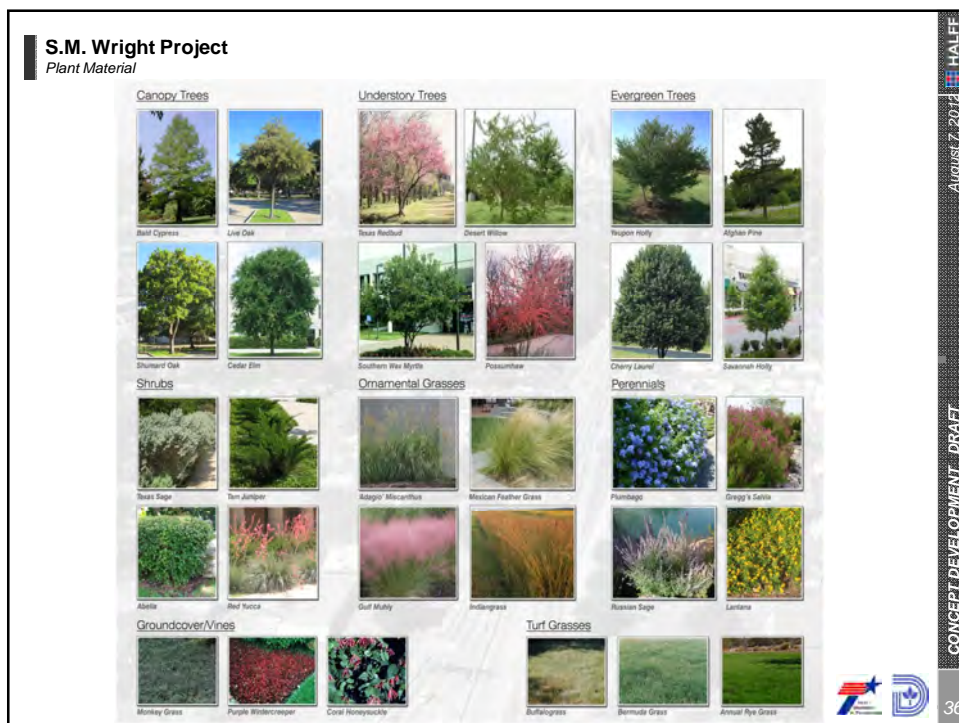 S.M. Wright Project
Plant Material
Canopy Trees
Understory Trees
Evergreen Trees
Bald Cypress
Live Oak
Texas Redbud
Desert Willow
Yaupon Holly
Afghan Pine
Shumard Oak
Cedar Elm
Southern Wax Myrtle
Possumhaw
Cherry Laurel
Savannah Holly
Shrubs
Ornamental Grasses
Perennials
Texas Sage
Tam Juniper
Adagio' Miscanthus
Mexican Feather Grass
Plumbago
Gregg's Salvia
Abelia
Red Yucca
Gulf Muhly
Indiangrass
Russian Sage
Lantana
Groundcover/Vines
Turf Grasses
Monkey Grass
Purple Wintercreeper
Coral Honeysuckle
Buffalograss
Bermuda Grass
Annual Rye Grass
HALFF
August 7, 2012
CONCEPT DEVELOPMENT DRAFT
36